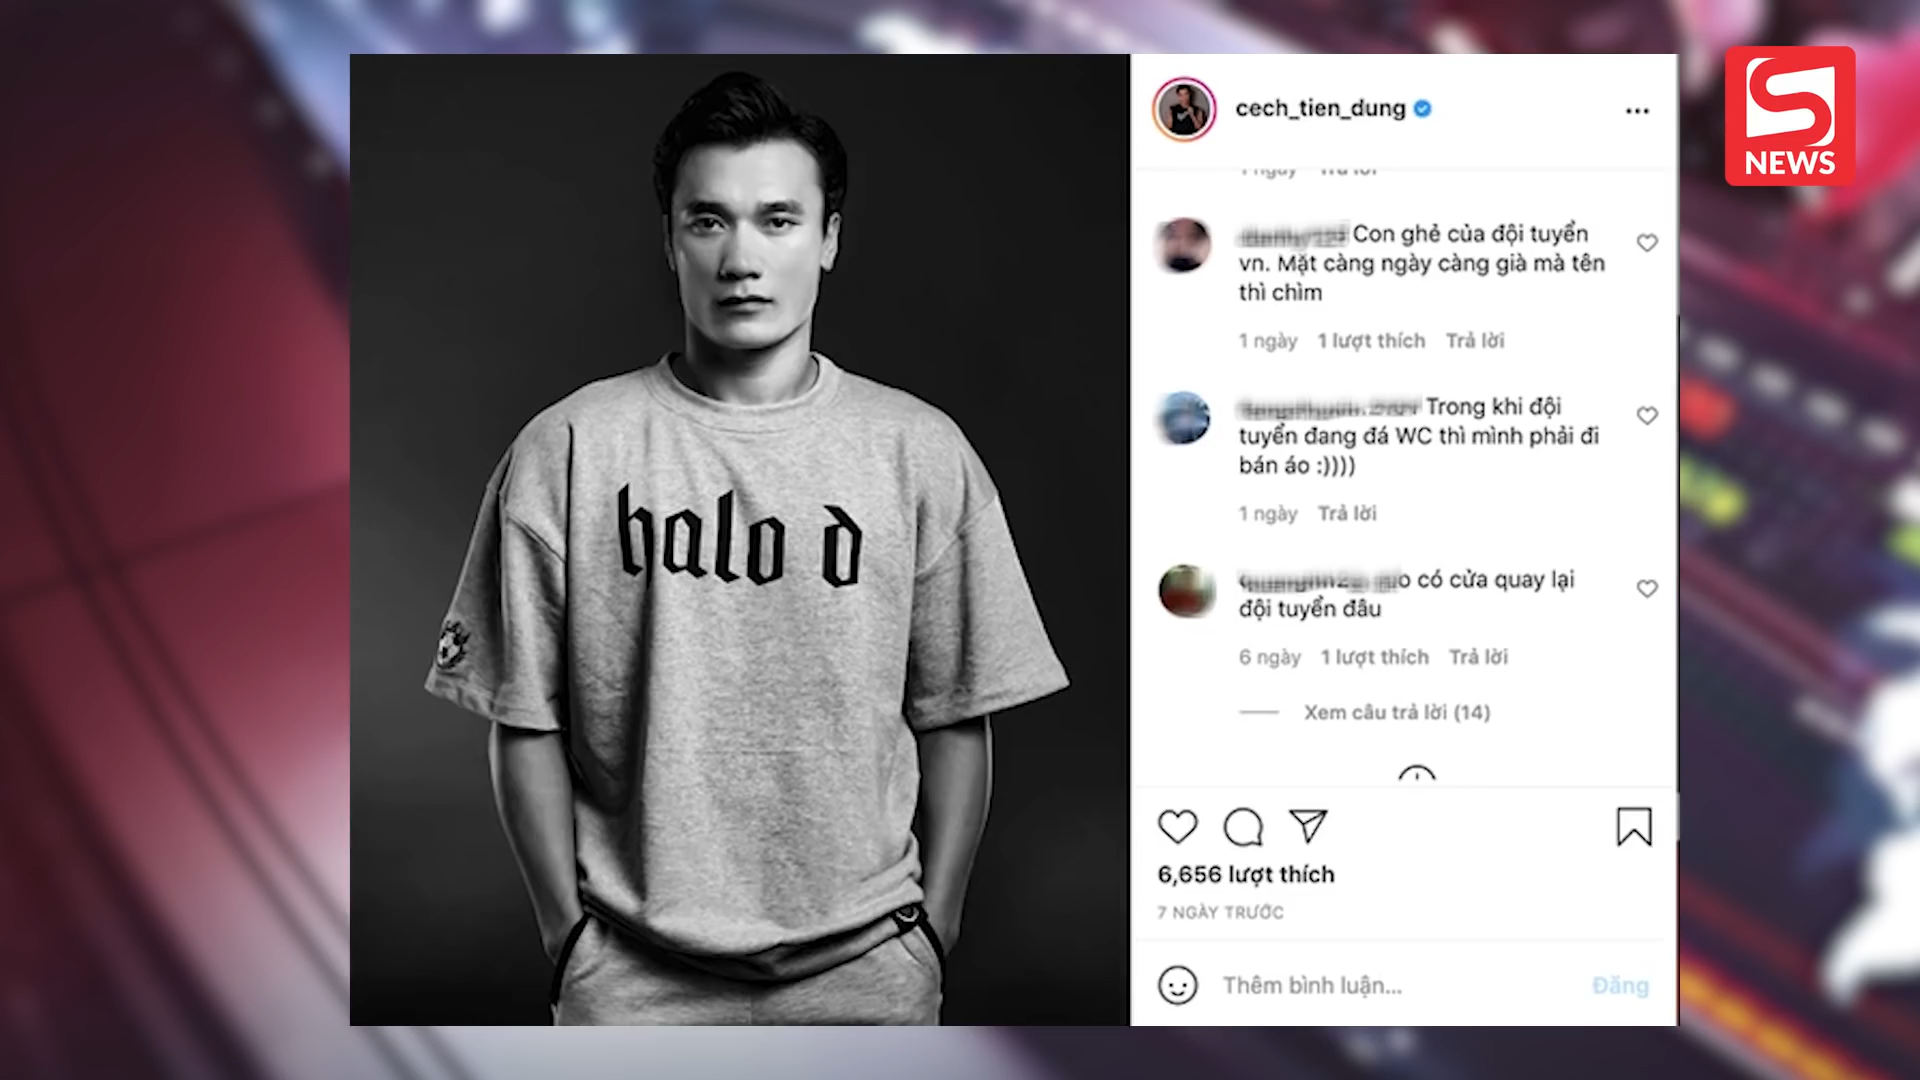 halo d
cech_tien_dung
S
NEWS
Con ghẻ của đội tuyển
vn. Mặt càng ngày càng già mà tên
thì chìm
1 ngày 1 lượt thích Trả lời
Trong khi đội
tuyển đang đá WC thì mình phải đi
bán áo :))))
1 ngày Trả lời
có cửa quay lại
đội tuyển đâu
6 ngày 1 lượt thích Trả lời
Xem câu trả lời (14)
6,656 lượt thích
7 NGÀY TRƯỚC
Thêm bình luận... Đăng